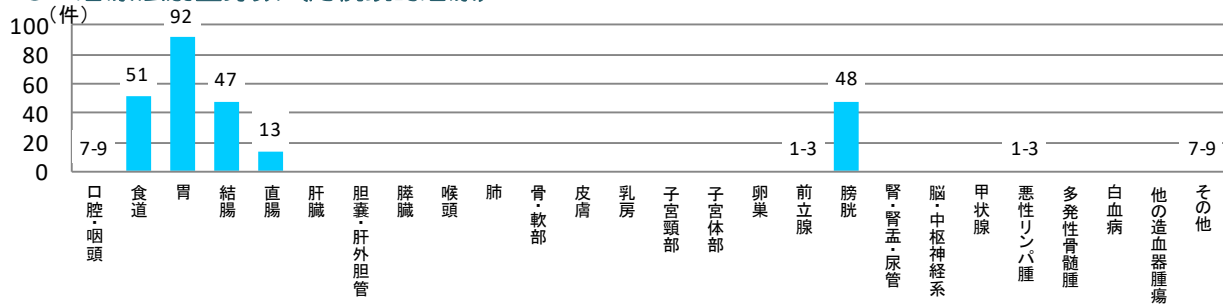 100(件)
92
80
60
51
47
48
40
20
13
7-9
1-3
1-3
7-9
0
口腔・咽頭
食道
胃
結腸
直腸
肝臓
胆嚢・肝外胆管
膵臓
喉頭
肺
骨・軟部
皮膚
乳房
子宮頸部
子宮体部
卵巣
前立腺
膀胱
腎・腎盂・尿管
脳・中枢神経系
甲状腺
悪性リンパ腫
多発性骨髄腫
白血病
他の造血器腫瘍
その他